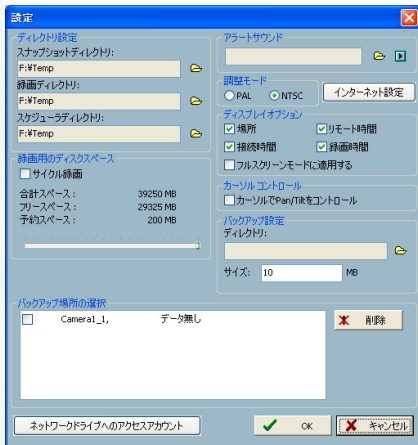 設定
ディレクトリ設定
スナップショットディレクトリ:
F:¥Temp
録画ディレクトリ:
F:¥Temp
スケジューラディレクトリ:
F:¥Temp
録画用のディスクスペース
サイクル録画
合計スペース: 39250 MB
フリースペース: 29325 MB
予約スペース: 200 MB
アラートサウンド
調整モード
PAL NTSC
インターネット設定
ディスプレイオプション
場所 リモート時間
接続時間 録画時間
フルスクリーンモードに適用する
カーソル コントロール
カーソルでPan/Tiltをコントロール
バックアップ設定
ディレクトリ:
サイズ: 10 MB
バックアップ場所の選択
Camera1_1, データ無し
削除
ネットワークドライブへのアクセスアカウント
OK
キャンセル